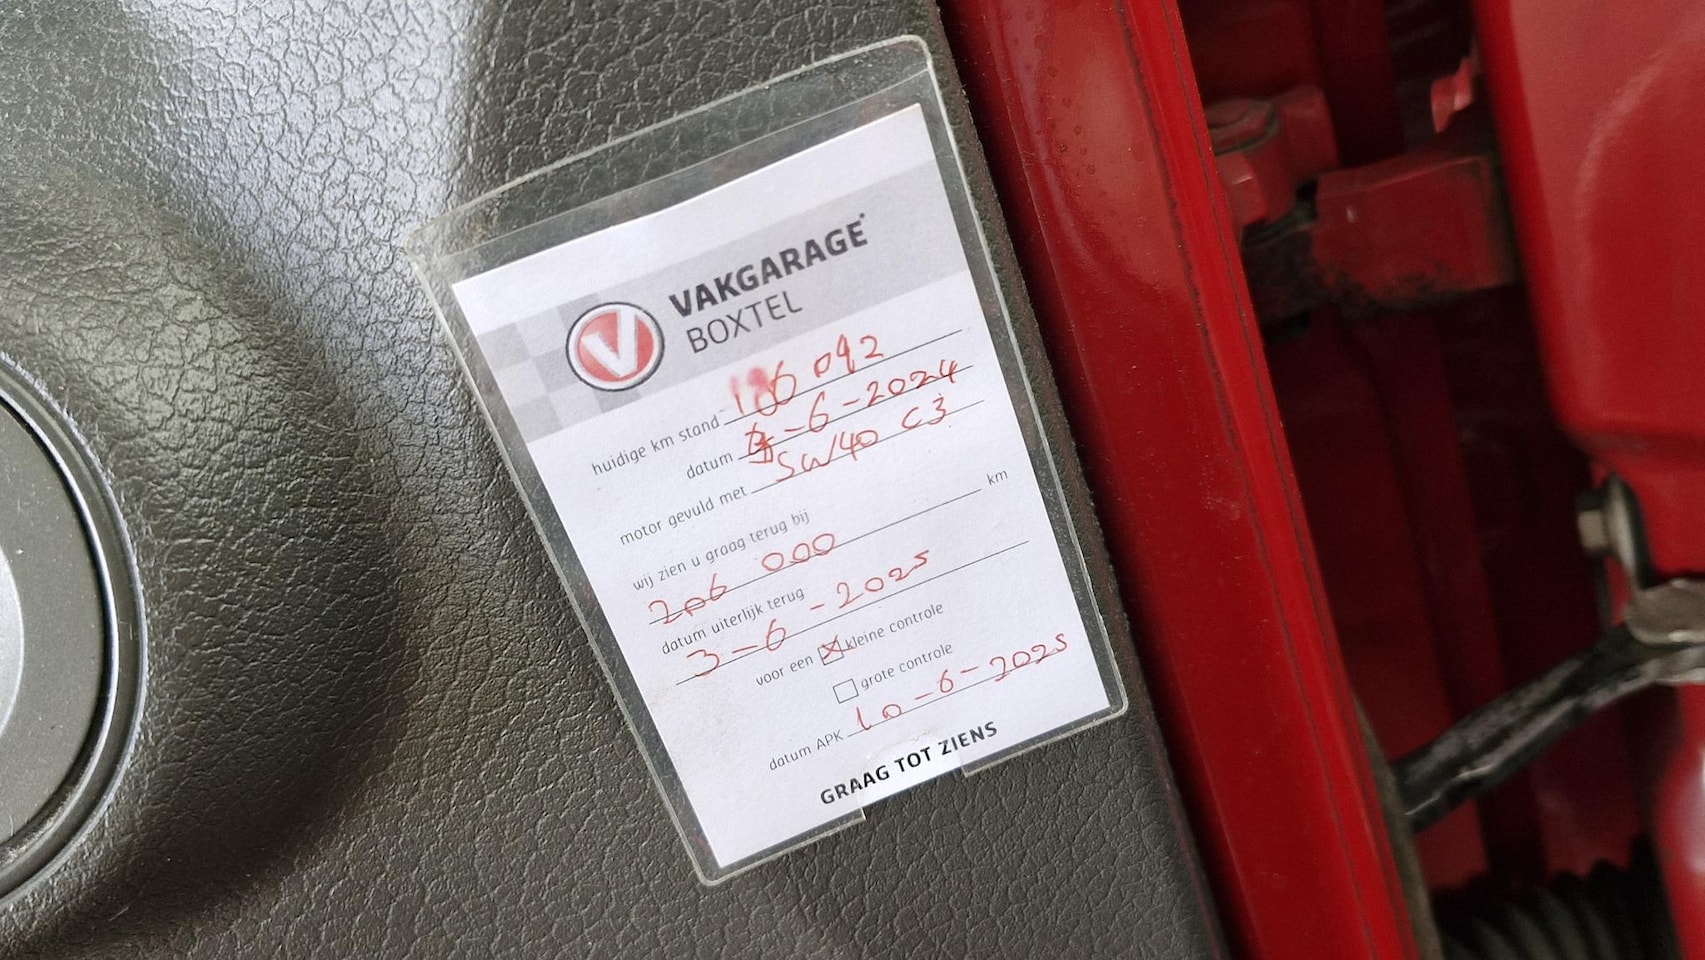 VAKGARAGE
BOXTEL
huidige km stand 186 092
datum -6-2024
motor gevuld met 5W/40 C3
wij zien u graag terug bij
206 000 km
datum uiterlijk terug
3-6-2025
voor een kleine controle
grote controle
datum APK 10-6-2025
GRAAG TOT ZIENS